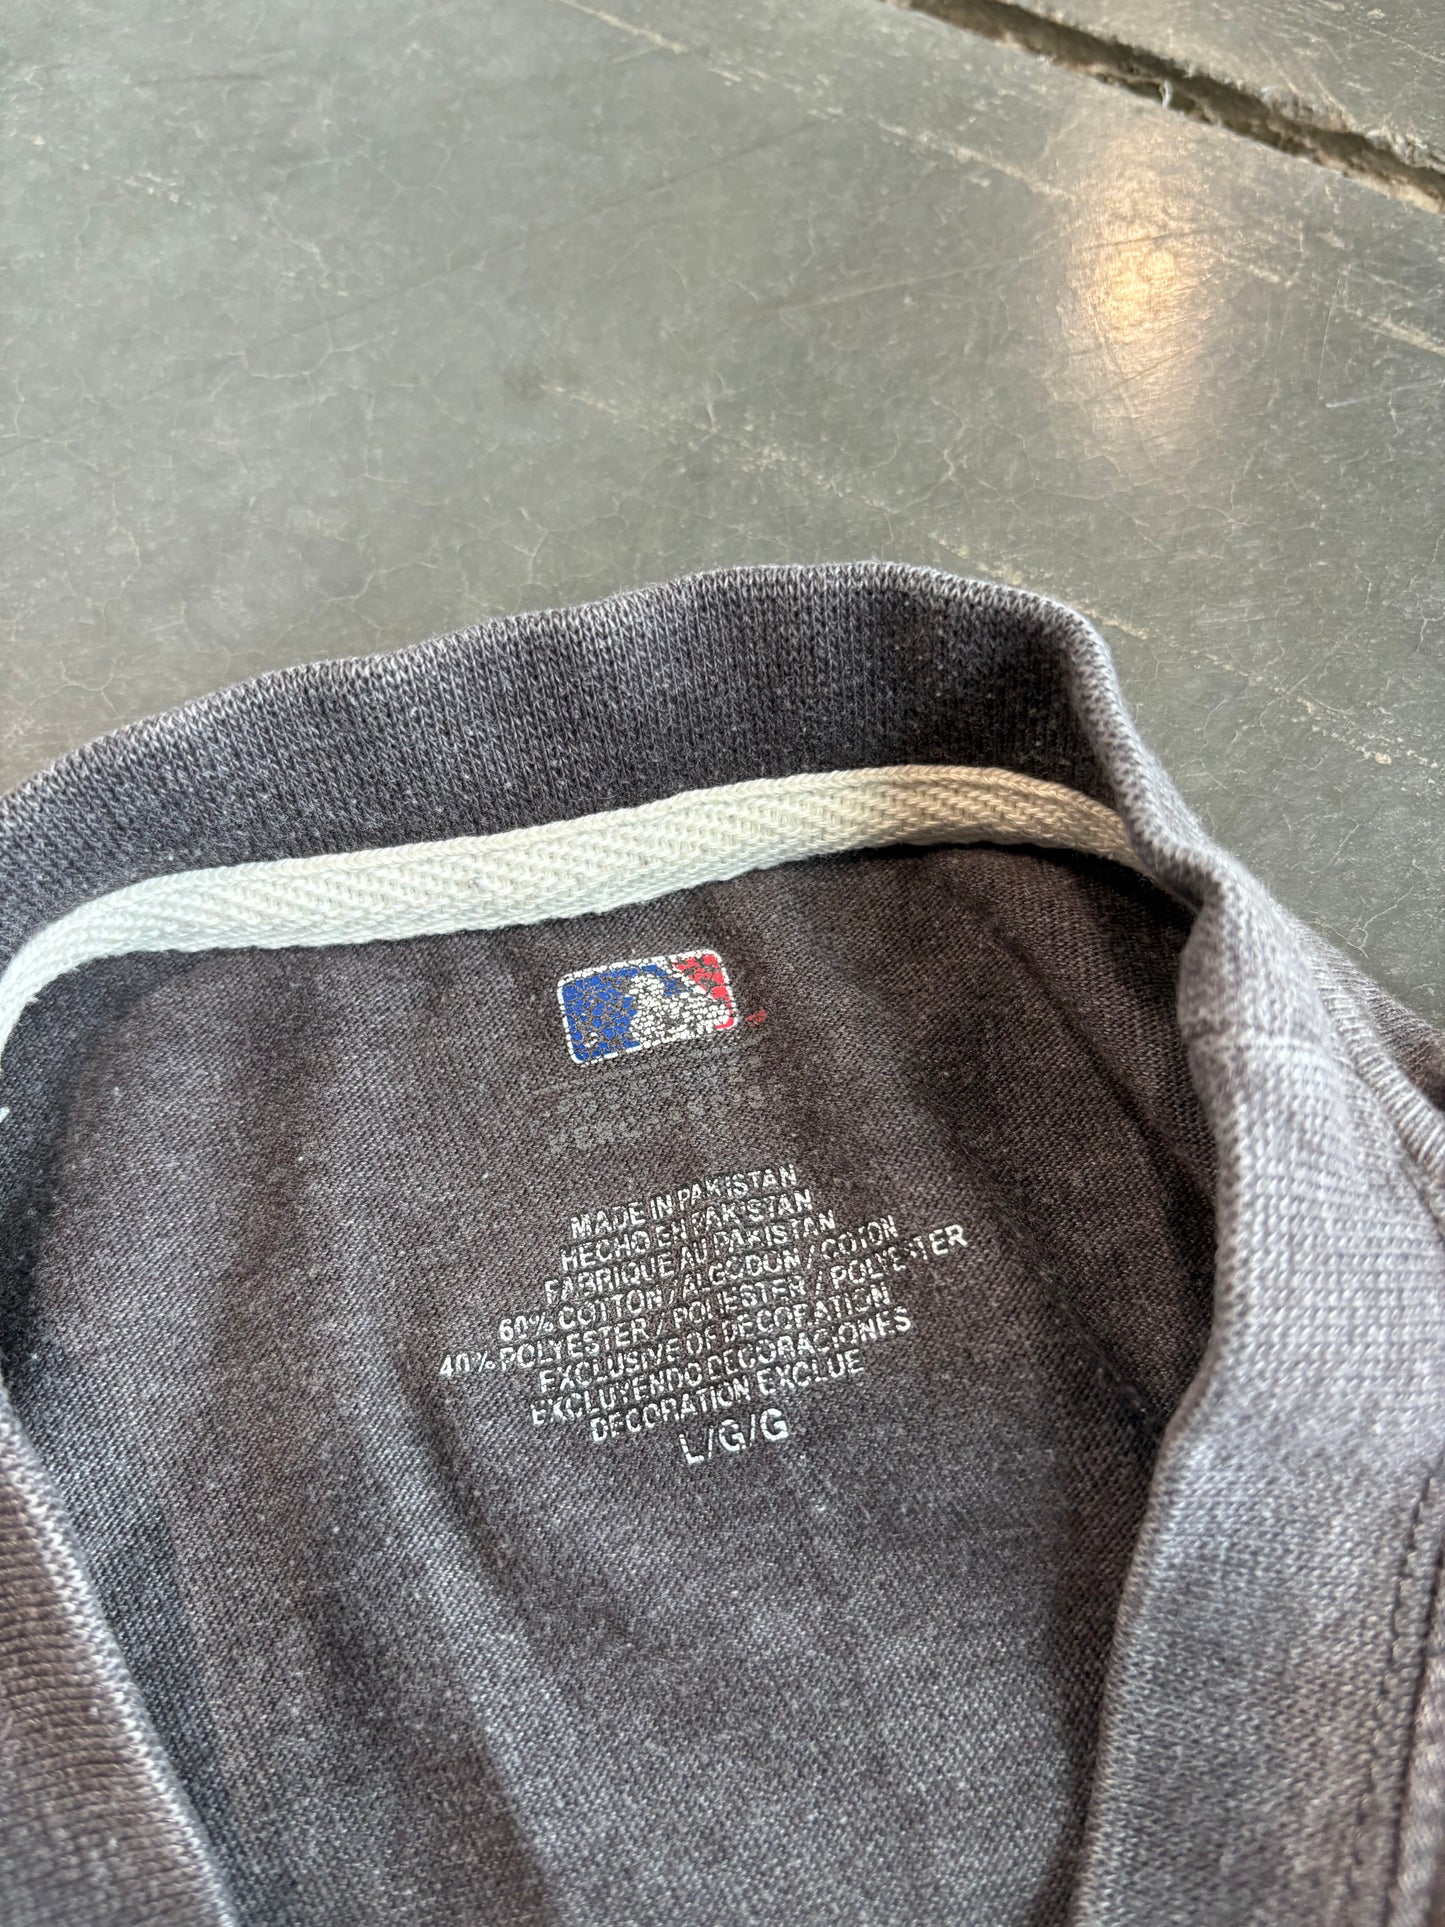 MADE IN PAKISTAN
HECHO EN PAKISTAN
FABRIQUE AU PAKISTAN
60% COTTON / ALGODON / COTON
40% POLYESTER / POLIESTER / POLYESTER
EXCLUSIVE OF DECORATION
EXCLUYENDO DECORACIONES
DECORATION EXCLUE
L/G/G